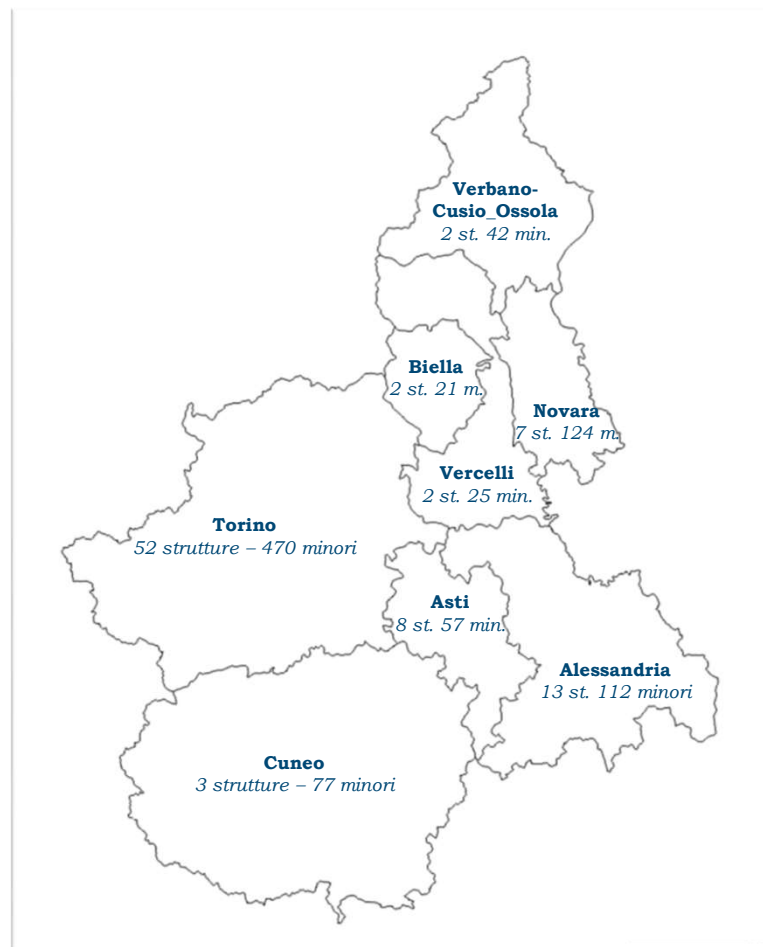 Verbano-
Cusio_Ossola
2 st. 42 min.
Biella
2 st. 21 m.
Novara
7 st. 124 m.
Vercelli
2 st. 25 min.
Torino
52 strutture – 470 minori
Asti
8 st. 57 min.
Alessandria
13 st. 112 minori
Cuneo
3 strutture – 77 minori